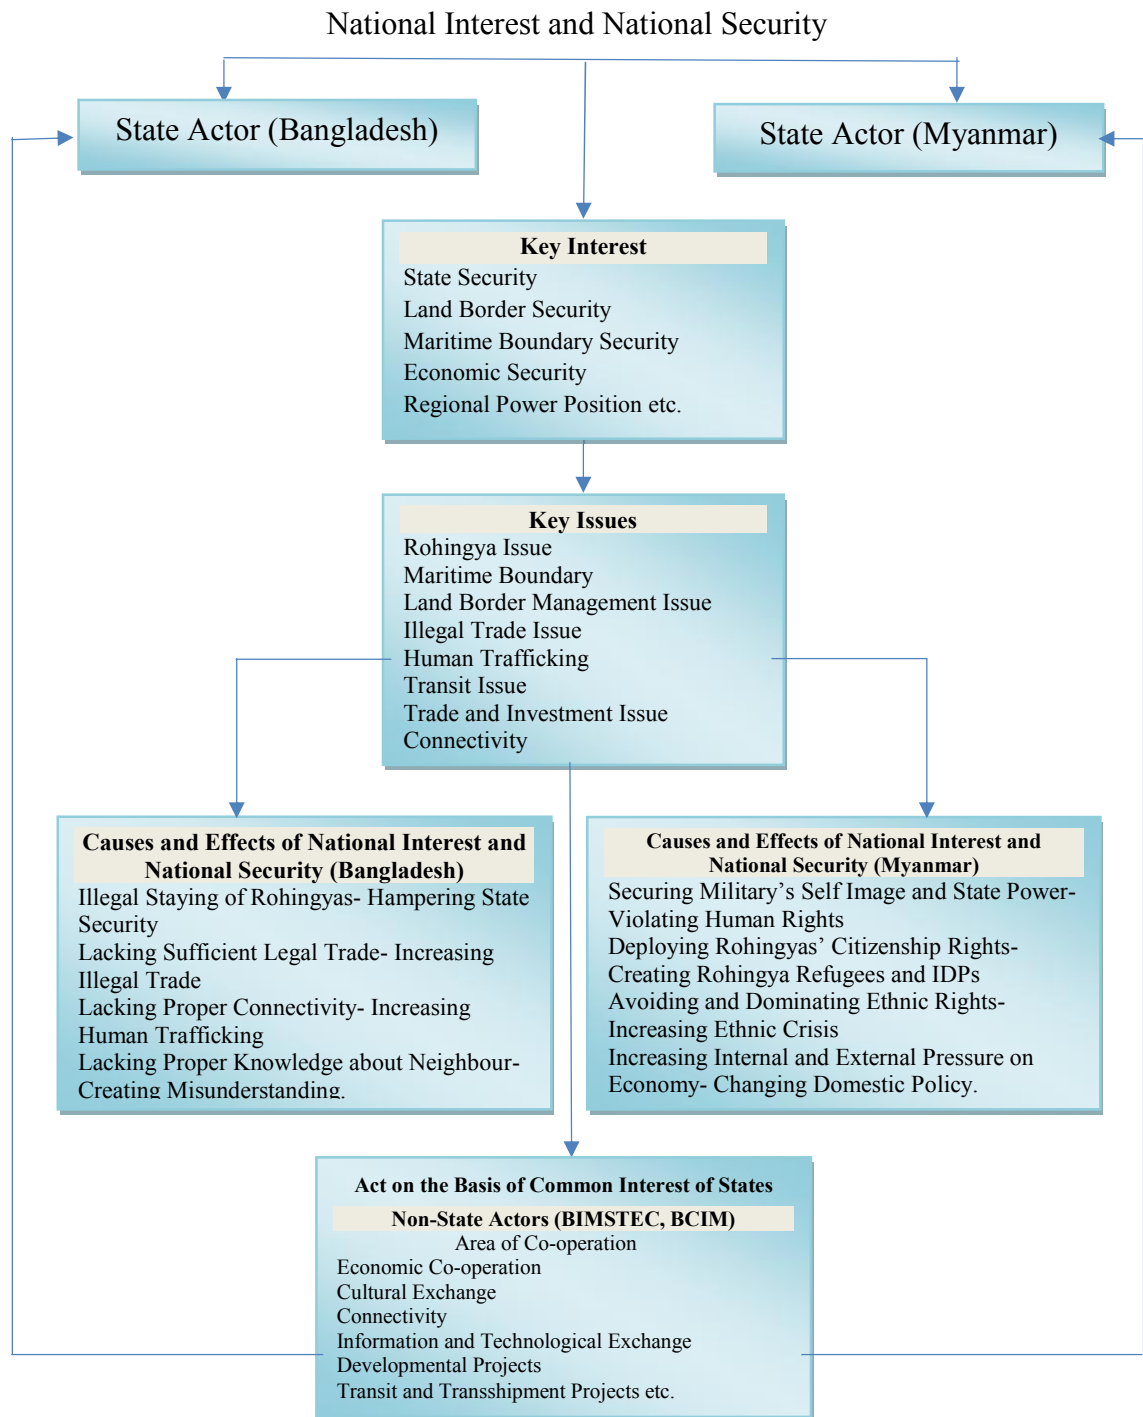 National Interest and National Security
State Actor (Bangladesh)
State Actor (Myanmar)
Key Interest
State Security
Land Border Security
Maritime Boundary Security
Economic Security
Regional Power Position etc.
Key Issues
Rohingya Issue
Maritime Boundary
Land Border Management Issue
Illegal Trade Issue
Human Trafficking
Transit Issue
Trade and Investment Issue
Connectivity
Causes and Effects of National Interest and
National Security (Bangladesh)
Illegal Staying of Rohingyas- Hampering State
Security
Lacking Sufficient Legal Trade- Increasing
Illegal Trade
Lacking Proper Connectivity- Increasing
Human Trafficking
Lacking Proper Knowledge about Neighbour-
Creating Misunderstanding.
Causes and Effects of National Interest and
National Security (Myanmar)
Securing Military’s Self Image and State Power-
Violating Human Rights
Deploying Rohingyas’ Citizenship Rights-
Creating Rohingya Refugees and IDPs
Avoiding and Dominating Ethnic Rights-
Increasing Ethnic Crisis
Increasing Internal and External Pressure on
Economy- Changing Domestic Policy.
Act on the Basis of Common Interest of States
Non-State Actors (BIMSTEC, BCIM)
Area of Co-operation
Economic Co-operation
Cultural Exchange
Connectivity
Information and Technological Exchange
Developmental Projects
Transit and Transshipment Projects etc.